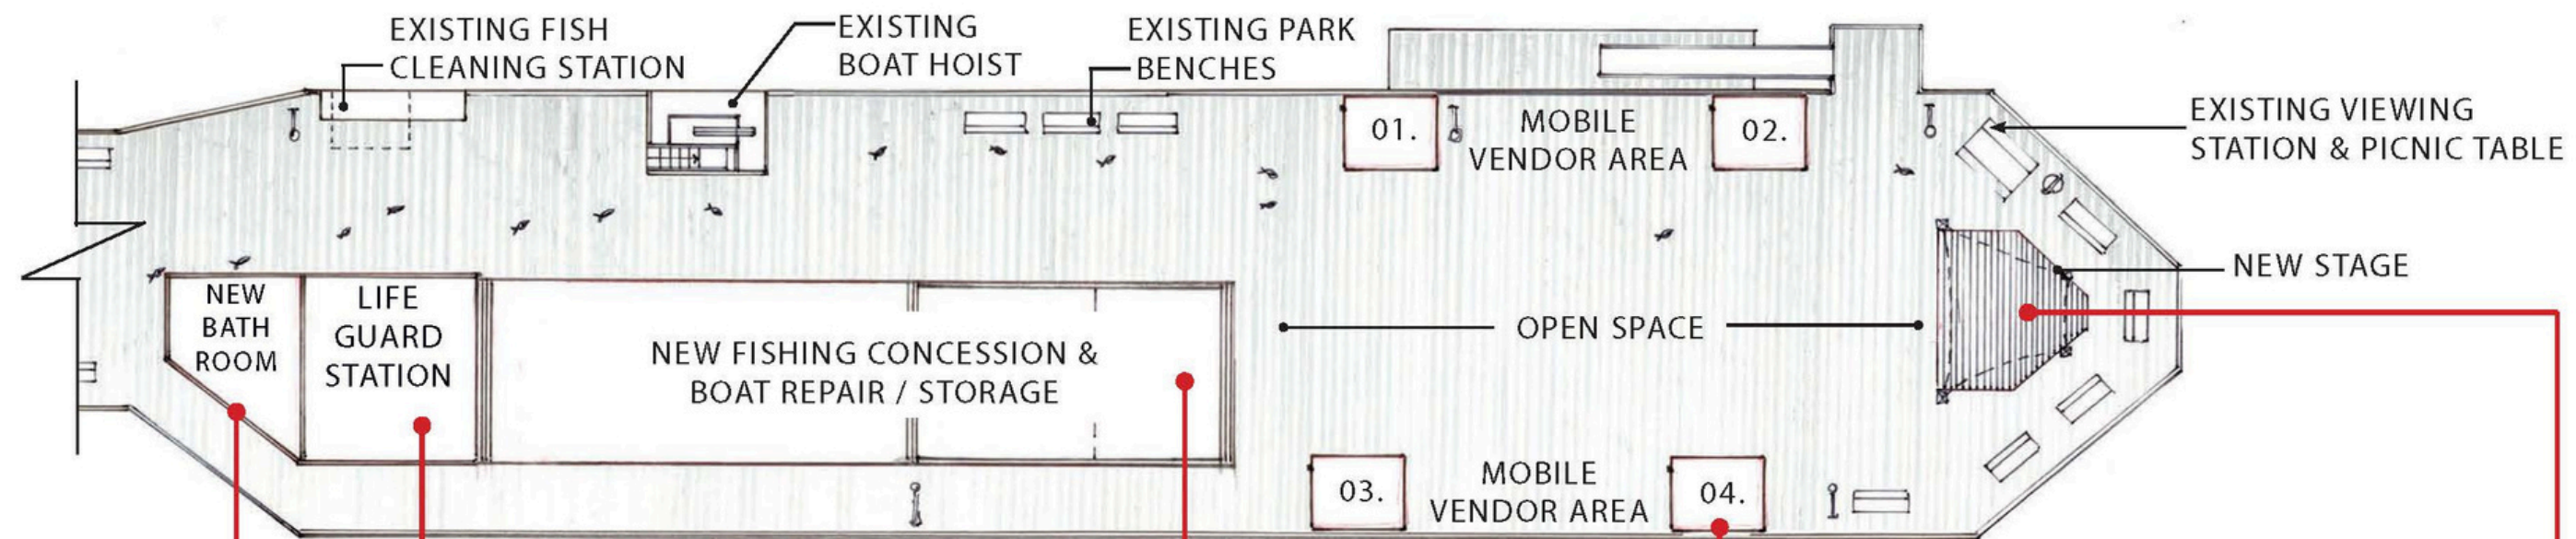 EXISTING FISH
CLEANING STATION
EXISTING
BOAT HOIST
EXISTING PARK
BENCHES
01.
MOBILE
VENDOR AREA
02.
EXISTING VIEWING
STATION & PICNIC TABLE
NEW STAGE
NEW
BATH
ROOM
LIFE
GUARD
STATION
NEW FISHING CONCESSION &
BOAT REPAIR / STORAGE
OPEN SPACE
03.
MOBILE
VENDOR AREA
04.